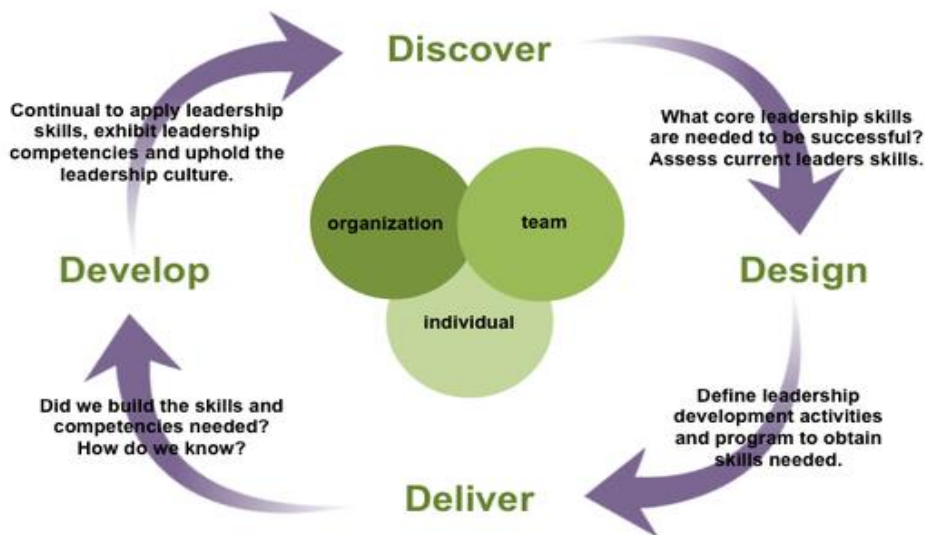 Discover
What core leadership skills
are needed to be successful?
Assess current leaders skills.
Design
Define leadership
development activities
and program to obtain
skills needed.
Deliver
Did we build the skills and
competencies needed?
How do we know?
Develop
Continual to apply leadership
skills, exhibit leadership
competencies and uphold the
leadership culture.
organization
team
individual